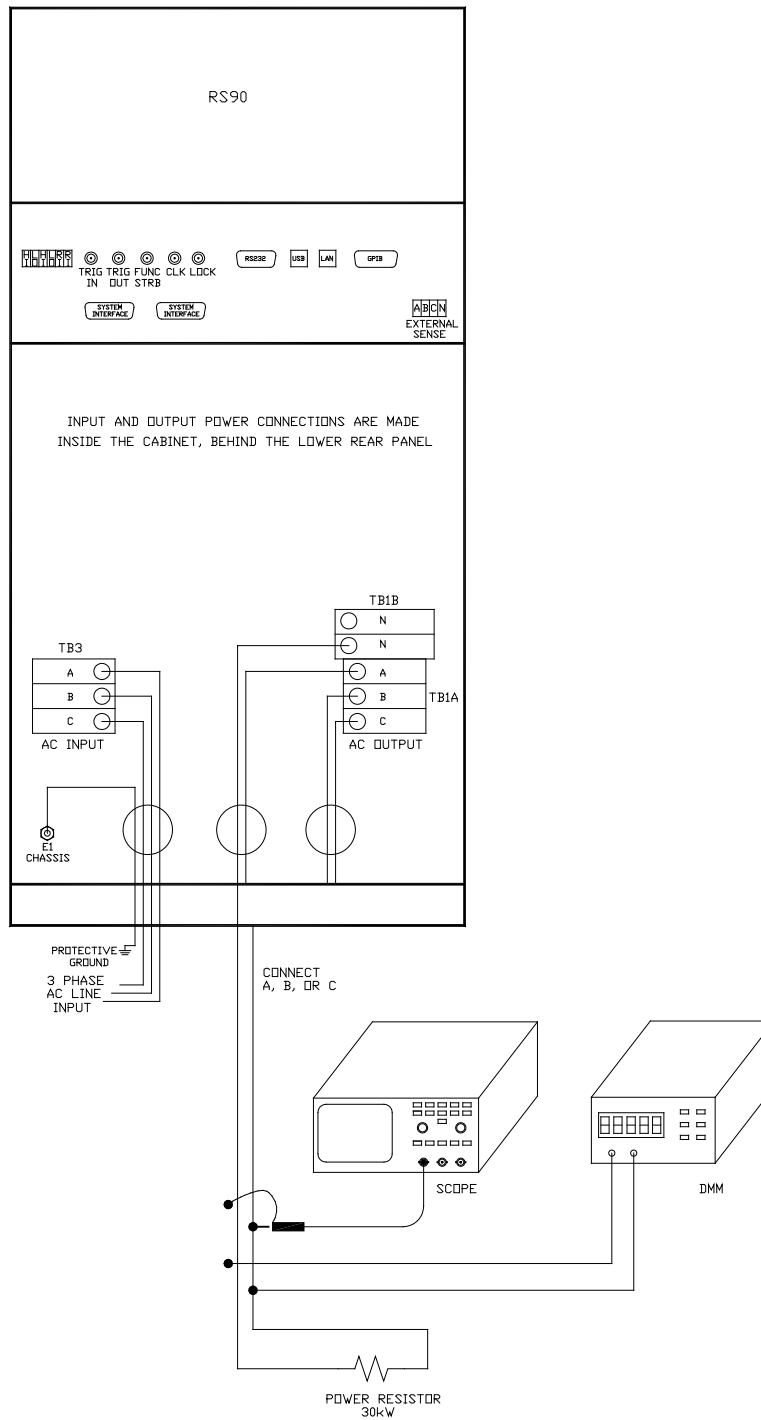 RS90
H L H L R R
I O I O I I
TRIG IN
TRIG OUT
FUNC STRB
CLK
LOCK
RS232
USB
LAN
GPIB
SYSTEM
INTERFACE
SYSTEM
INTERFACE
A B C N
EXTERNAL
SENSE
INPUT AND OUTPUT POWER CONNECTIONS ARE MADE
INSIDE THE CABINET, BEHIND THE LOWER REAR PANEL
TB1B
N
N
TB3
A
B
C
AC INPUT
A
B
C
TB1A
AC OUTPUT
E1
CHASSIS
PROTECTIVE
GROUND
3 PHASE
AC LINE
INPUT
CONNECT
A, B, OR C
SCOPE
DMM
POWER RESISTOR
30kW